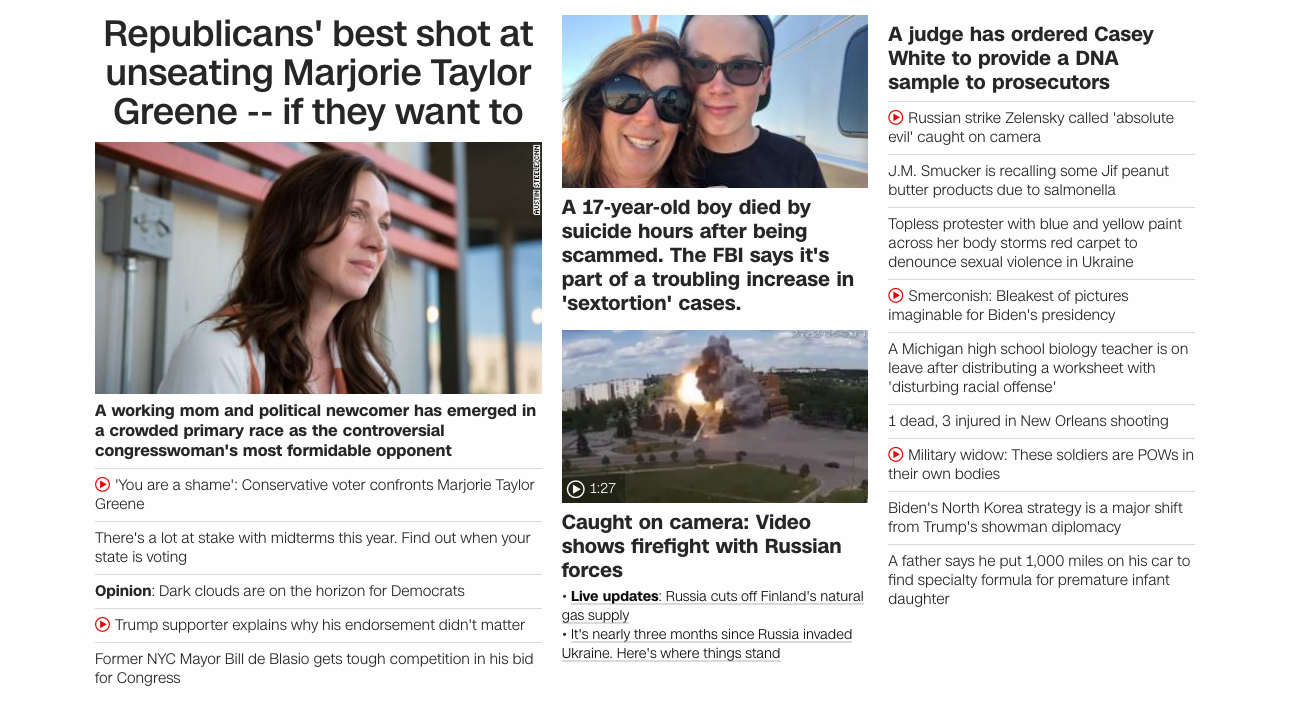 Republicans' best shot at
unseating Marjorie Taylor
Greene -- if they want to
AUSTIN STEELE/CNN
A working mom and political newcomer has emerged in
a crowded primary race as the controversial
congresswoman's most formidable opponent
'You are a shame': Conservative voter confronts Marjorie Taylor
Greene
There's a lot at stake with midterms this year. Find out when your
state is voting
Opinion: Dark clouds are on the horizon for Democrats
Trump supporter explains why his endorsement didn't matter
Former NYC Mayor Bill de Blasio gets tough competition in his bid
for Congress
A 17-year-old boy died by
suicide hours after being
scammed. The FBI says it's
part of a troubling increase in
'sextortion' cases.
1:27
Caught on camera: Video
shows firefight with Russian
forces
• Live updates: Russia cuts off Finland's natural
gas supply
• It's nearly three months since Russia invaded
Ukraine. Here's where things stand
A judge has ordered Casey
White to provide a DNA
sample to prosecutors
Russian strike Zelensky called 'absolute
evil' caught on camera
J.M. Smucker is recalling some Jif peanut
butter products due to salmonella
Topless protester with blue and yellow paint
across her body storms red carpet to
denounce sexual violence in Ukraine
Smerconish: Bleakest of pictures
imaginable for Biden's presidency
A Michigan high school biology teacher is on
leave after distributing a worksheet with
'disturbing racial offense'
1 dead, 3 injured in New Orleans shooting
Military widow: These soldiers are POWs in
their own bodies
Biden's North Korea strategy is a major shift
from Trump's showman diplomacy
A father says he put 1,000 miles on his car to
find specialty formula for premature infant
daughter